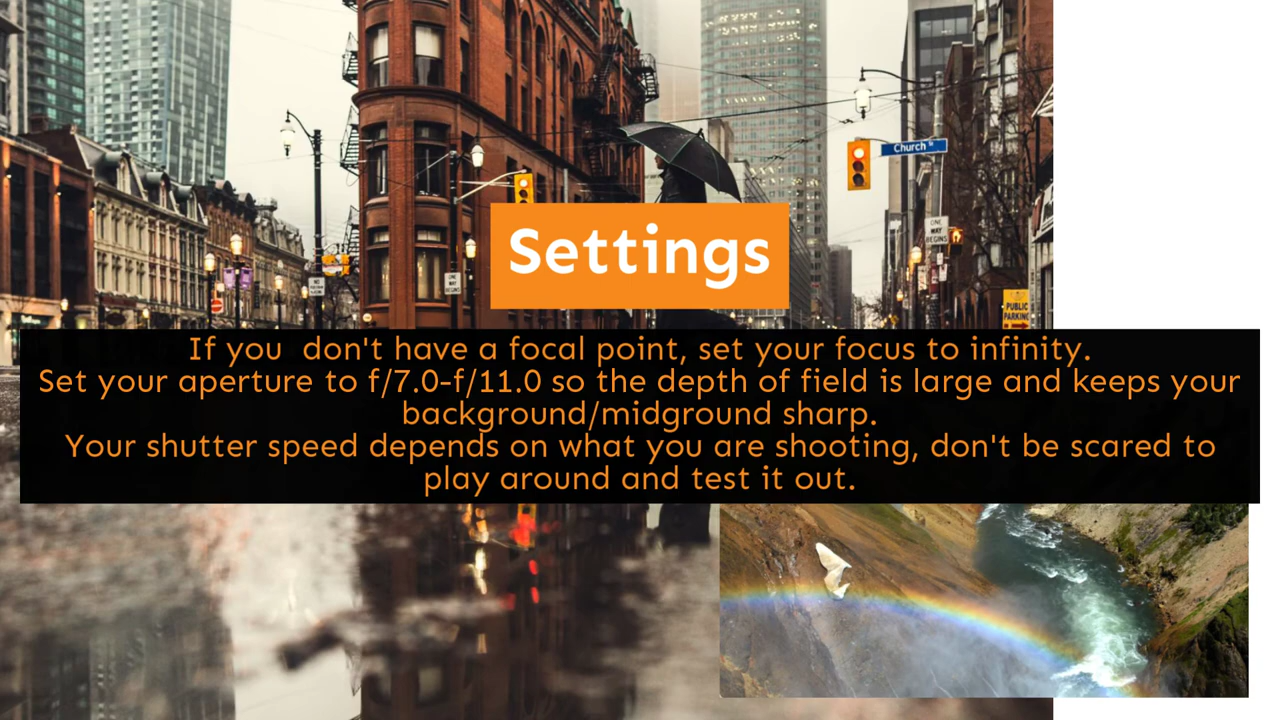 Church St
ONE
WAY
BEGINS
PUBLIC
PARKING
Settings
If you  don't have a focal point, set your focus to infinity.
Set your aperture to f/7.0-f/11.0 so the depth of field is large and keeps your
background/midground sharp.
Your shutter speed depends on what you are shooting, don't be scared to
play around and test it out.